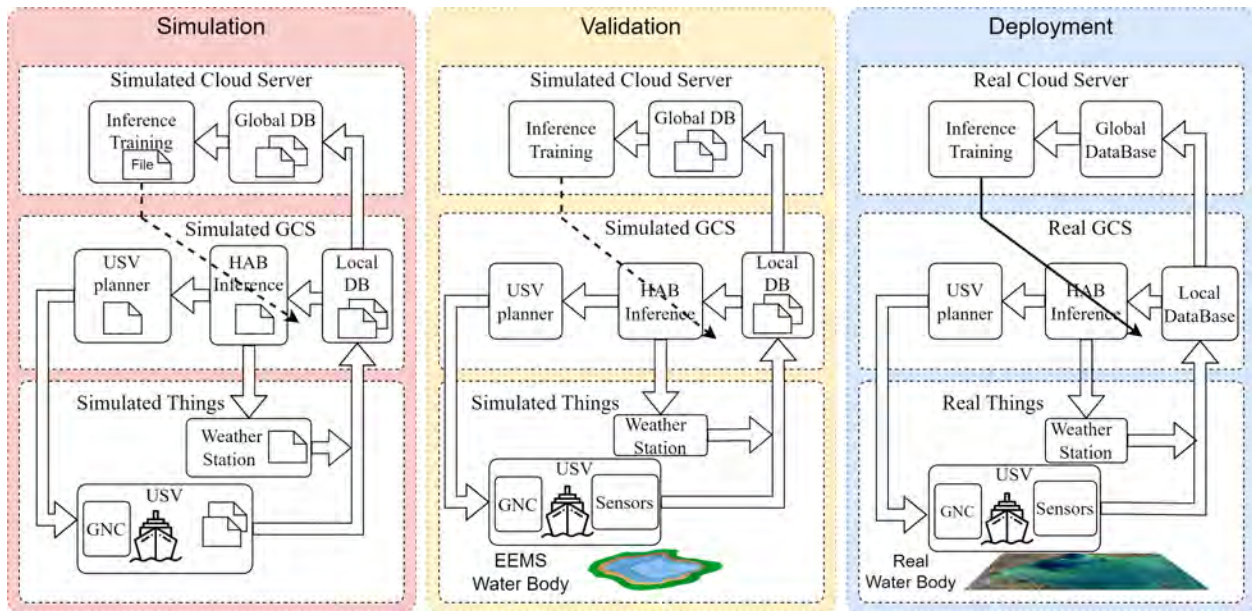 Simulation
Simulated Cloud Server
Inference
Training
File
Global DB
Simulated GCS
USV
planner
HAB
Inference
Local
DB
Simulated Things
Weather
Station
USV
GNC
Validation
Simulated Cloud Server
Inference
Training
Global DB
Simulated GCS
USV
planner
HAB
Inference
Local
DB
Simulated Things
Weather
Station
USV
GNC
Sensors
EEMS
Water Body
Deployment
Real Cloud Server
Inference
Training
Global
DataBase
Real GCS
USV
planner
HAB
Inference
Local
DataBase
Real Things
Weather
Station
USV
GNC
Sensors
Real
Water Body